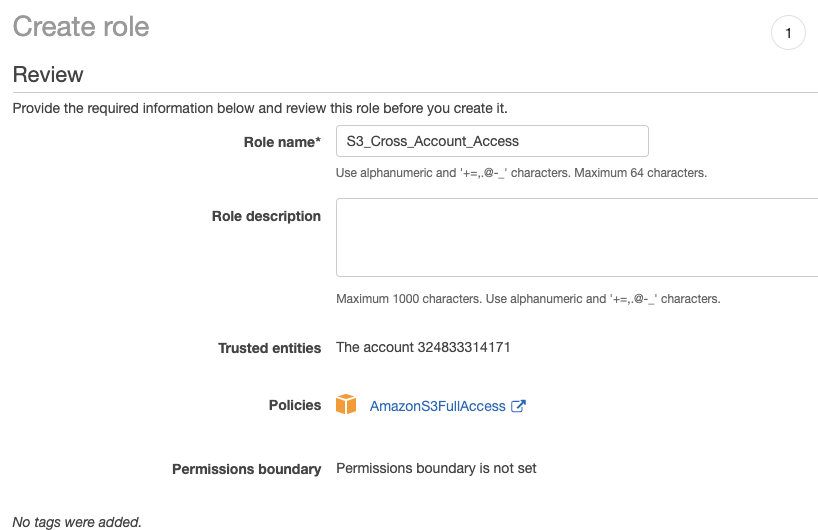 Create role
1
Review
Provide the required information below and review this role before you create it.
Role name* S3_Cross_Account_Access
Use alphanumeric and '+=,.@-_' characters. Maximum 64 characters.
Role description
Maximum 1000 characters. Use alphanumeric and '+=,.@-_' characters.
Trusted entities The account 324833314171
Policies AmazonS3FullAccess
Permissions boundary Permissions boundary is not set
No tags were added.